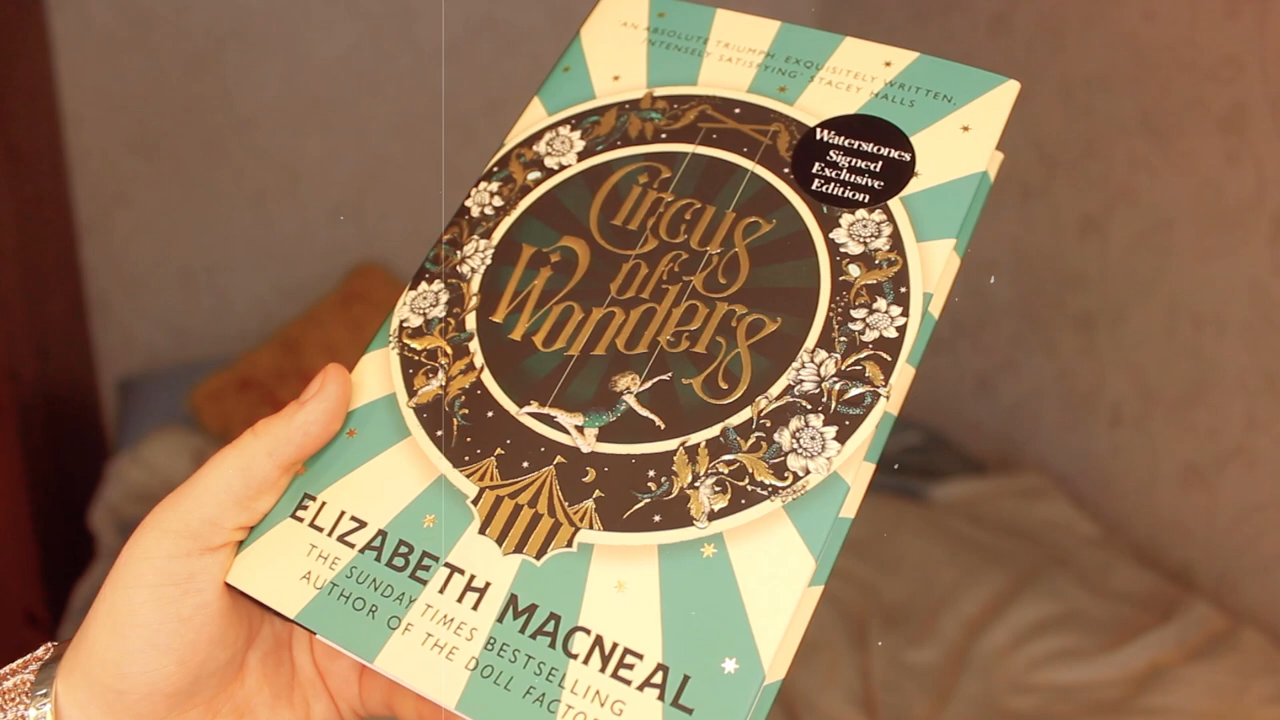 'AN ABSOLUTE TRIUMPH. EXQUISITELY WRITTEN,
INTENSELY SATISFYING' STACEY HALLS
Waterstones
Signed
Exclusive
Edition
Circus
of
Wonders
ELIZABETH MACNEAL
THE SUNDAY TIMES BESTSELLING
AUTHOR OF THE DOLL FACTO